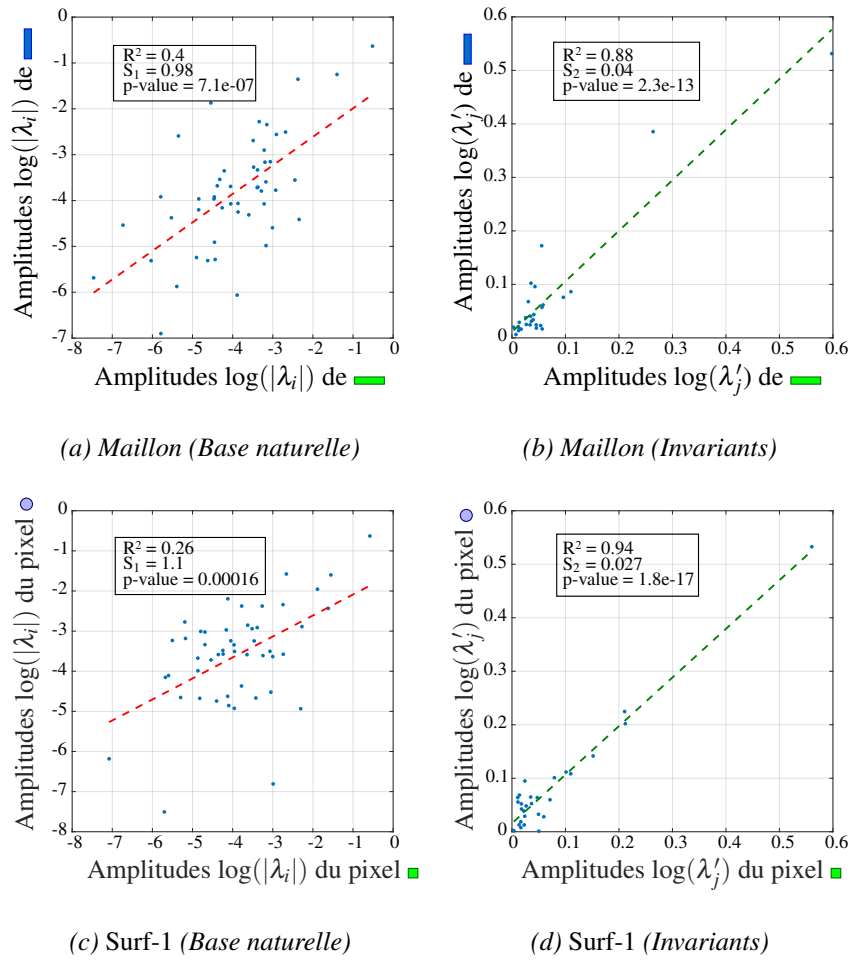 0
-1
-2
-3
-4
-5
-6
-7
Amplitudes log(|λ_i|) de
R² = 0.4
S₁ = 0.98
p-value = 7.1e-07
-8 -7 -6 -5 -4 -3 -2 -1 0
Amplitudes log(|λ_i|) de
(a) Maillon (Base naturelle)
0.6
0.5
0.4
0.3
0.2
0.1
0
Amplitudes log(λ′_j) de
R² = 0.88
S₂ = 0.04
p-value = 2.3e-13
0 0.1 0.2 0.3 0.4 0.5 0.6
Amplitudes log(λ′_j) de
(b) Maillon (Invariants)
0
-1
-2
-3
-4
-5
-6
-7
-8
Amplitudes log(|λ_i|) du pixel
R² = 0.26
S₁ = 1.1
p-value = 0.00016
-8 -7 -6 -5 -4 -3 -2 -1 0
Amplitudes log(|λ_i|) du pixel
(c) Surf-1 (Base naturelle)
0.6
0.5
0.4
0.3
0.2
0.1
0
Amplitudes log(λ′_j) du pixel
R² = 0.94
S₂ = 0.027
p-value = 1.8e-17
0 0.1 0.2 0.3 0.4 0.5 0.6
Amplitudes log(λ′_j) du pixel
(d) Surf-1 (Invariants)